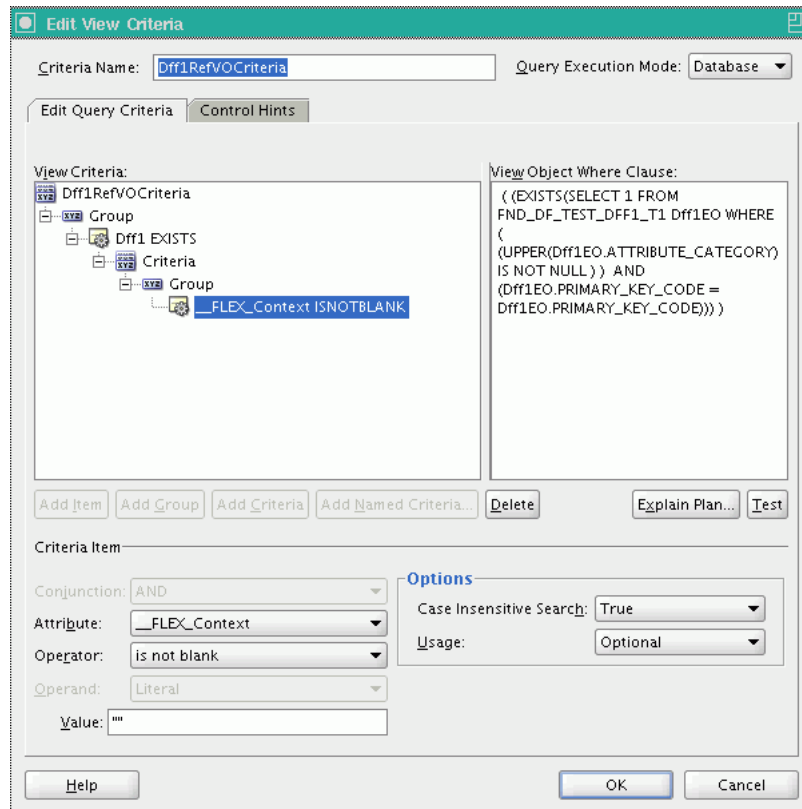 Edit View Criteria
Criteria Name: Dff1RefVOCriteria
Query Execution Mode: Database
Edit Query Criteria
Control Hints
View Criteria:
Dff1RefVOCriteria
Group
Dff1 EXISTS
Criteria
Group
__FLEX_Context ISNOTBLANK
View Object Where Clause:
( (EXISTS(SELECT 1 FROM
FND_DF_TEST_DFF1_T1 Dff1EO WHERE
(
(UPPER(Dff1EO.ATTRIBUTE_CATEGORY)
IS NOT NULL ) ) AND
(Dff1EO.PRIMARY_KEY_CODE =
Dff1EO.PRIMARY_KEY_CODE))) )
Add Item
Add Group
Add Criteria
Add Named Criteria...
Delete
Explain Plan...
Test
Criteria Item
Conjunction: AND
Attribute: __FLEX_Context
Operator: is not blank
Operand: Literal
Value: ""
Options
Case Insensitive Search: True
Usage: Optional
Help
OK
Cancel